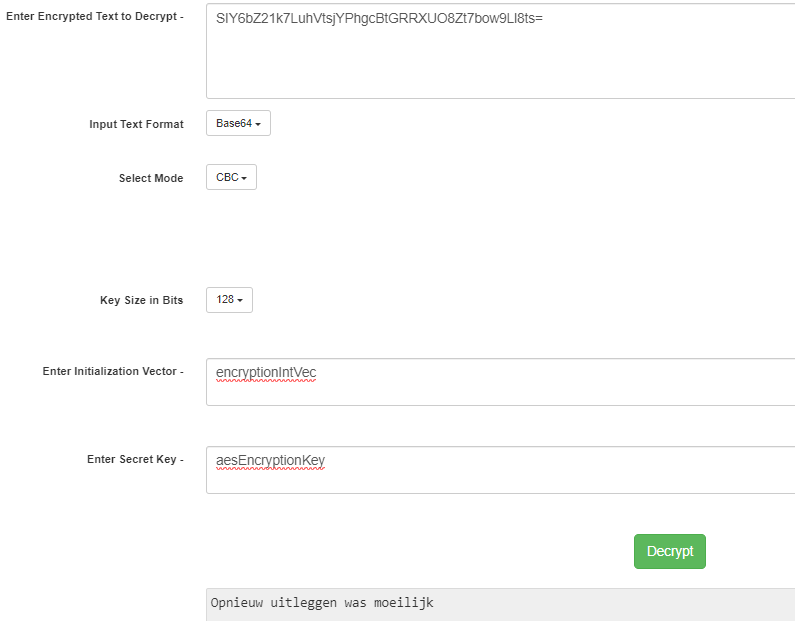 Enter Encrypted Text to Decrypt -
SIY6bZ21k7LuhVtsjYPhgcBtGRRXUO8Zt7bow9LI8ts=
Input Text Format
Base64
Select Mode
CBC
Key Size in Bits
128
Enter Initialization Vector -
encryptionIntVec
Enter Secret Key -
aesEncryptionKey
Decrypt
Opnieuw uitleggen was moeilijk